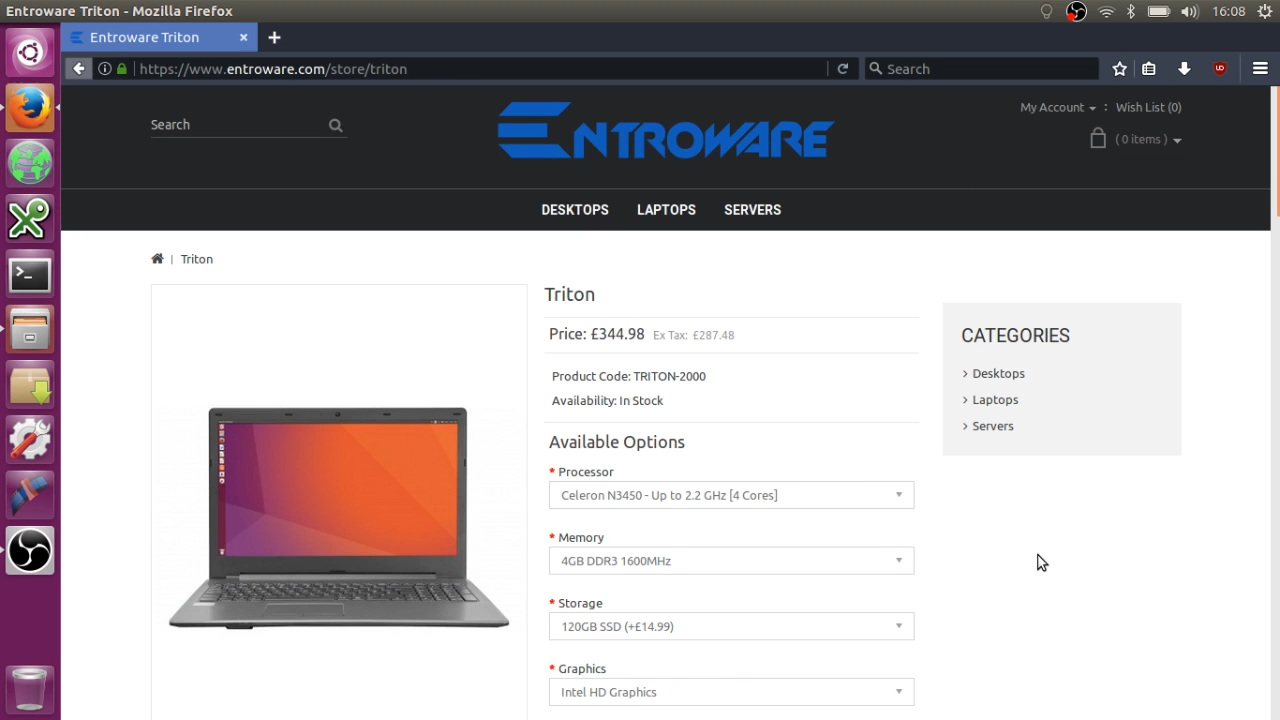 Entroware Triton - Mozilla Firefox
16:08
Entroware Triton
https://www.entroware.com/store/triton
Search
Search
ENTROWARE
My Account : Wish List (0)
( 0 items )
DESKTOPS LAPTOPS SERVERS
| Triton
Triton
Price: £344.98 Ex Tax: £287.48
Product Code: TRITON-2000
Availability: In Stock
Available Options
* Processor
Celeron N3450 - Up to 2.2 GHz [4 Cores]
* Memory
4GB DDR3 1600MHz
* Storage
120GB SSD (+£14.99)
* Graphics
Intel HD Graphics
CATEGORIES
> Desktops
> Laptops
> Servers